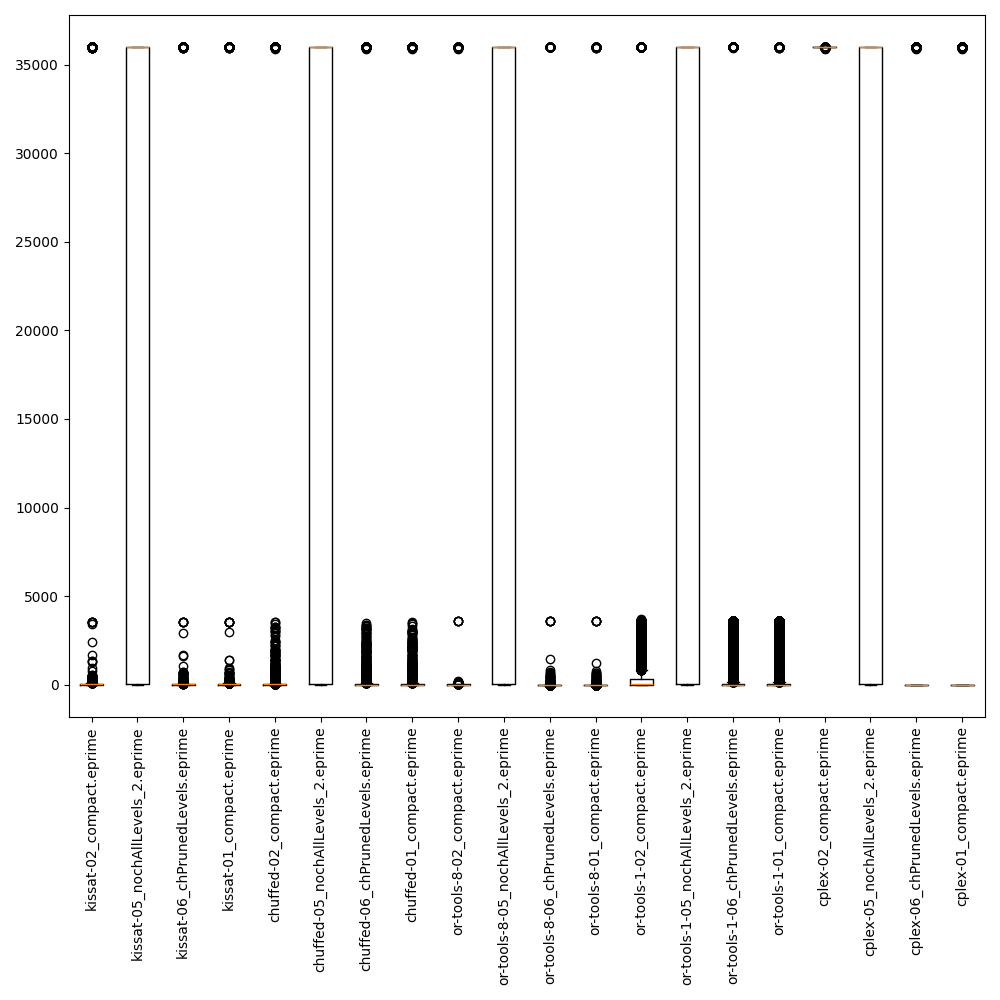 35000
30000
25000
20000
15000
10000
5000
0
kissat-02_compact.eprime
kissat-05_nochAllLevels_2.eprime
kissat-06_chPrunedLevels.eprime
kissat-01_compact.eprime
chuffed-02_compact.eprime
chuffed-05_nochAllLevels_2.eprime
chuffed-06_chPrunedLevels.eprime
chuffed-01_compact.eprime
or-tools-8-02_compact.eprime
or-tools-8-05_nochAllLevels_2.eprime
or-tools-8-06_chPrunedLevels.eprime
or-tools-8-01_compact.eprime
or-tools-1-02_compact.eprime
or-tools-1-05_nochAllLevels_2.eprime
or-tools-1-06_chPrunedLevels.eprime
or-tools-1-01_compact.eprime
cplex-02_compact.eprime
cplex-05_nochAllLevels_2.eprime
cplex-06_chPrunedLevels.eprime
cplex-01_compact.eprime